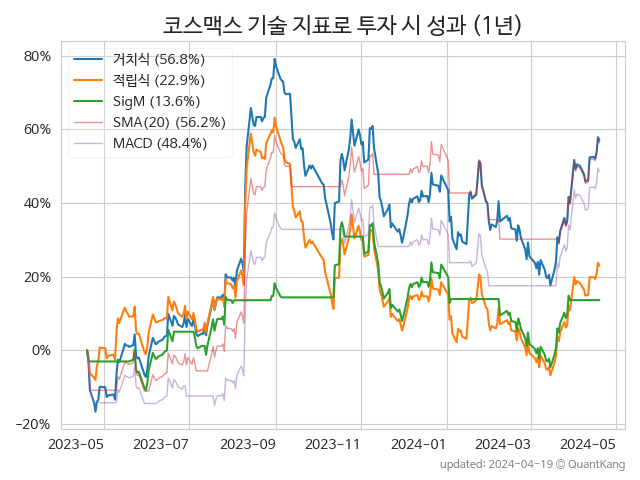 코스맥스 기술 지표로 투자 시 성과 (1년)
거치식 (56.8%)
적립식 (22.9%)
SigM (13.6%)
SMA(20) (56.2%)
MACD (48.4%)
80%
60%
40%
20%
0%
−20%
2023-05 2023-07 2023-09 2023-11 2024-01 2024-03 2024-05
updated: 2024-04-19 © QuantKang